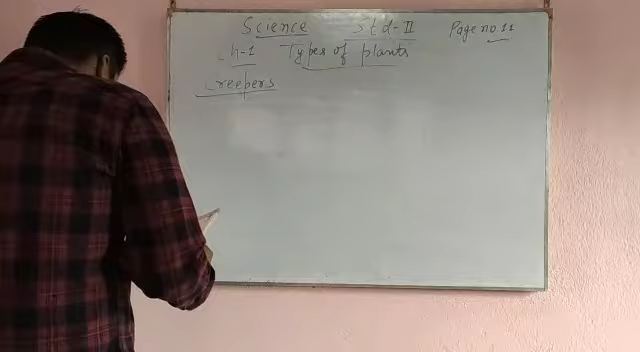 Science Std-II Page no 11
Ch-1 Types of plants
Creepers